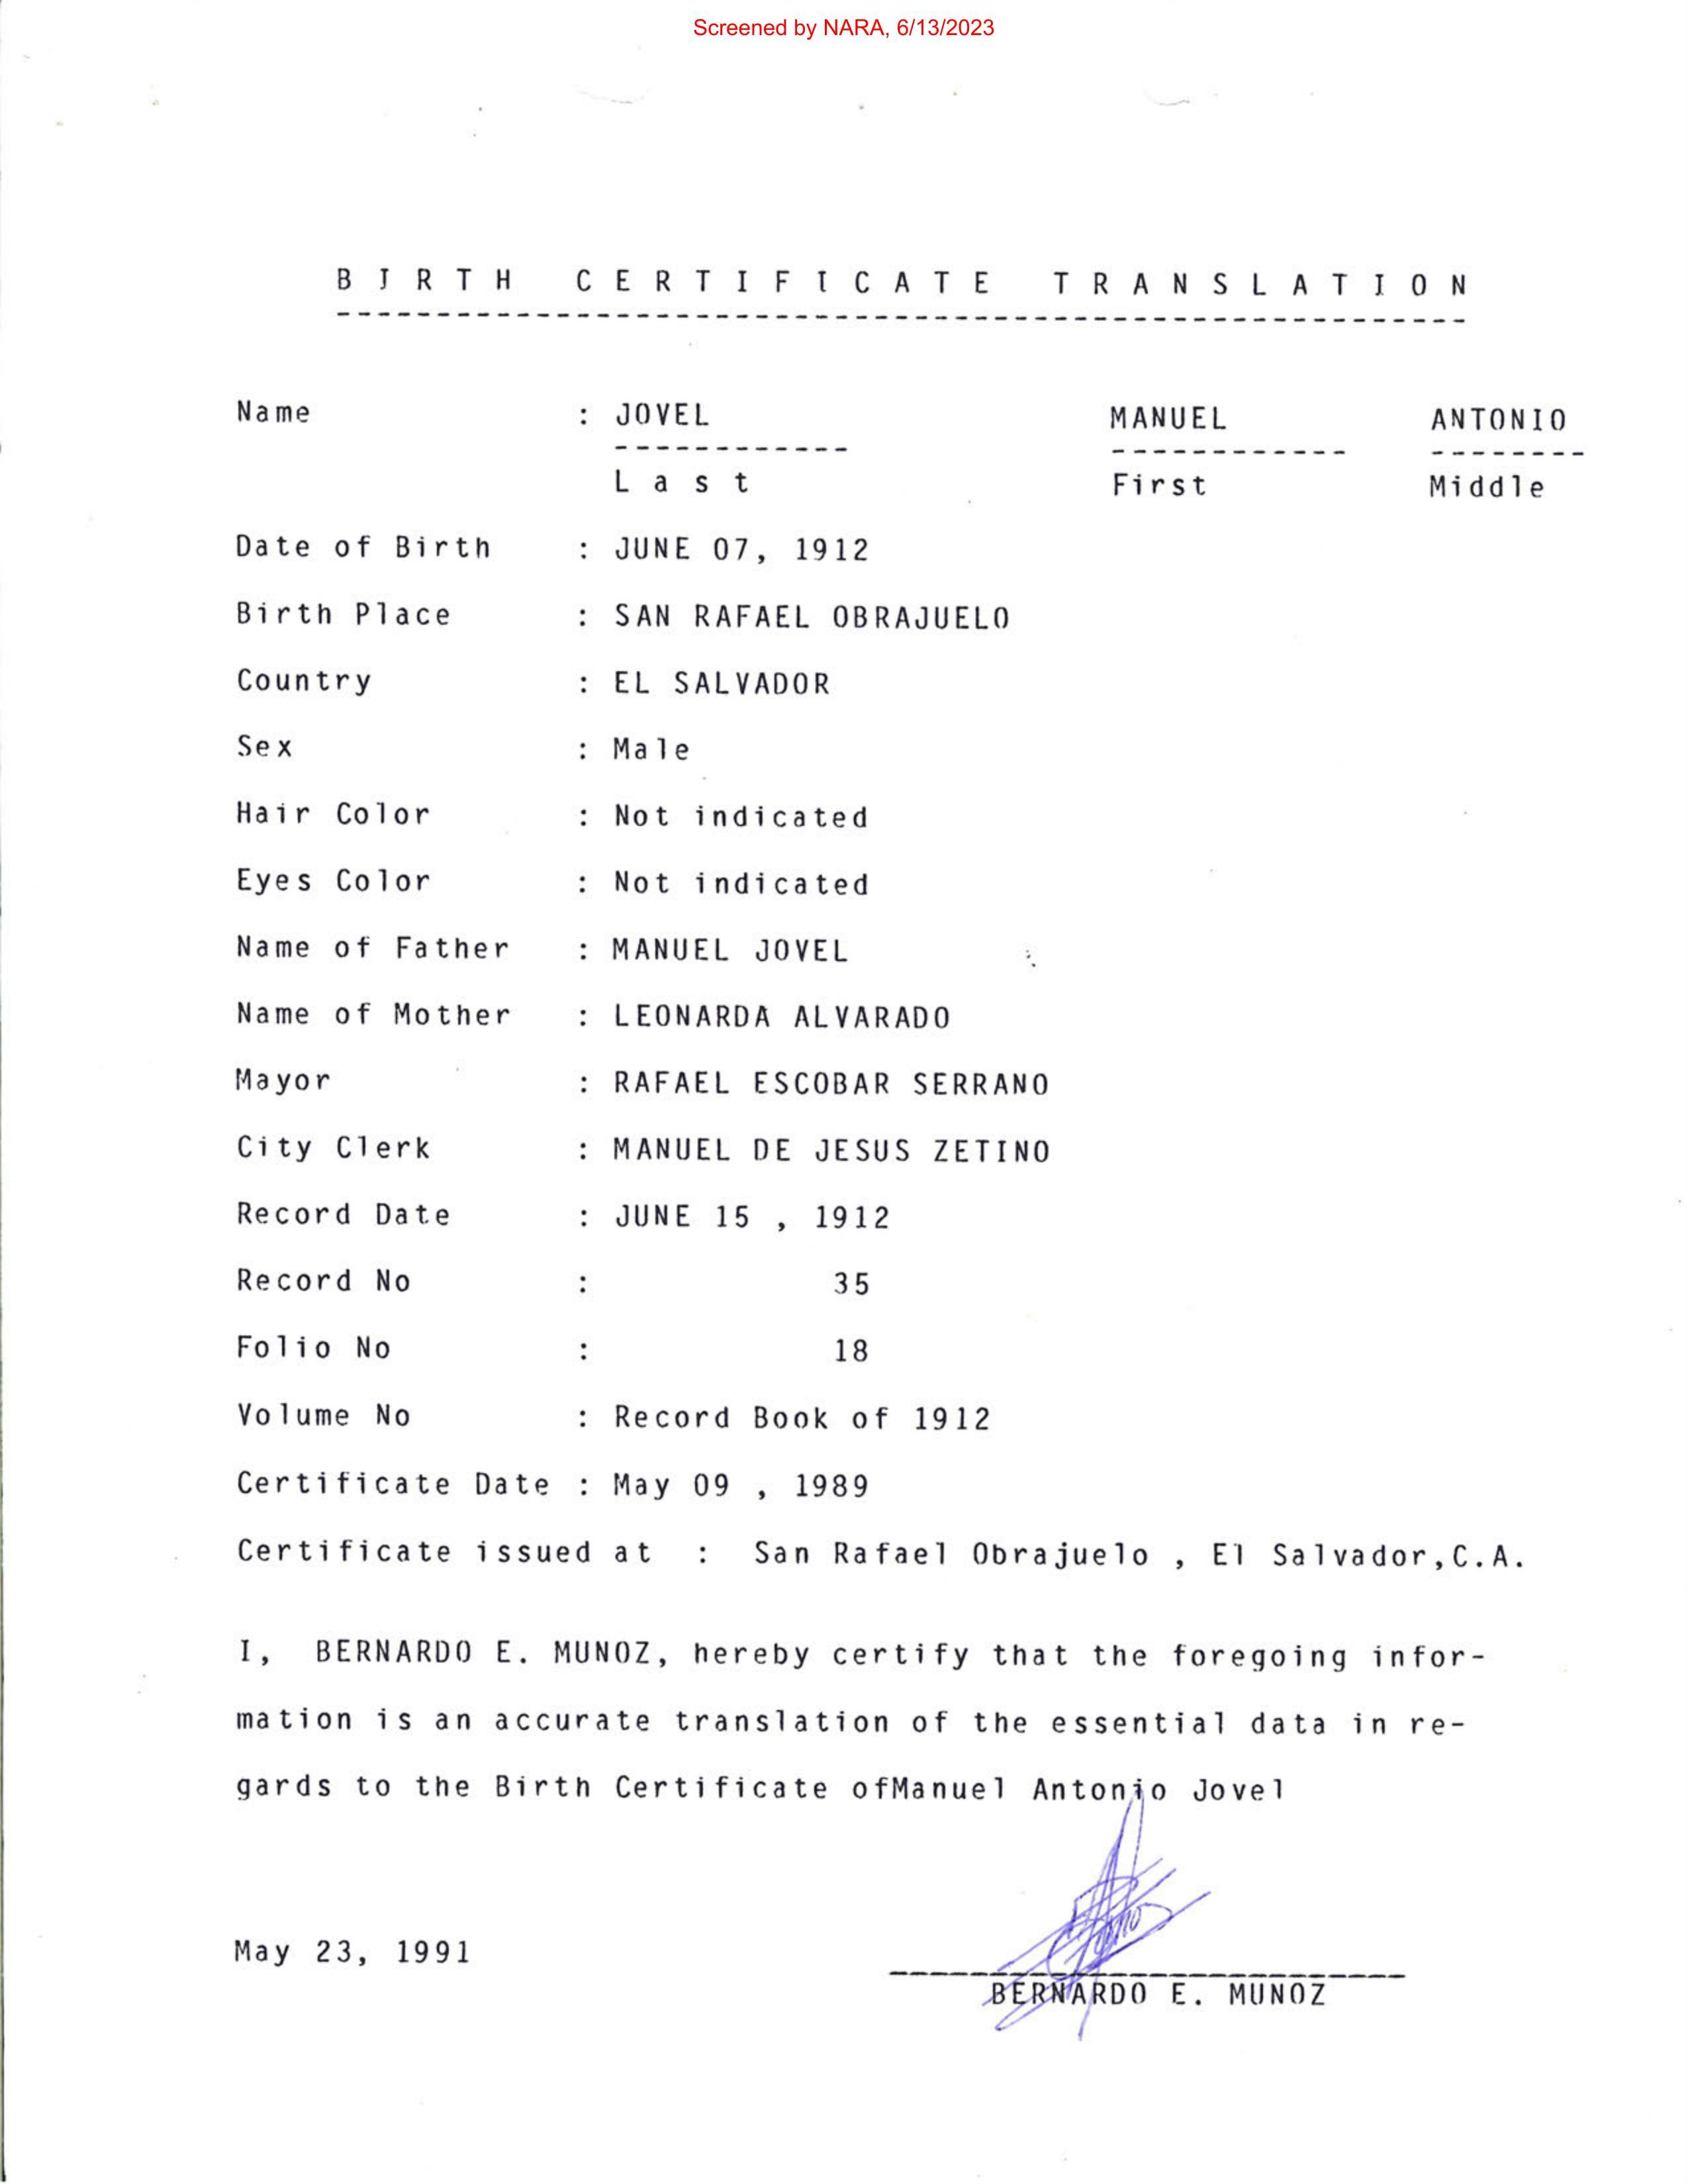 Screened by NARA, 6/13/2023
BIRTH CERTIFICATE TRANSLATION
Name : JOVEL MANUEL ANTONIO
Last First Middle
Date of Birth : JUNE 07, 1912
Birth Place : SAN RAFAEL OBRAJUELO
Country : EL SALVADOR
Sex : Male
Hair Color : Not indicated
Eyes Color : Not indicated
Name of Father : MANUEL JOVEL
Name of Mother : LEONARDA ALVARADO
Mayor : RAFAEL ESCOBAR SERRANO
City Clerk : MANUEL DE JESUS ZETINO
Record Date : JUNE 15 , 1912
Record No : 35
Folio No : 18
Volume No : Record Book of 1912
Certificate Date : May 09 , 1989
Certificate issued at : San Rafael Obrajuelo , El Salvador,C.A.
I, BERNARDO E. MUNOZ, hereby certify that the foregoing infor-
mation is an accurate translation of the essential data in re-
gards to the Birth Certificate ofManuel Antonio Jovel
May 23, 1991
BERNARDO E. MUNOZ